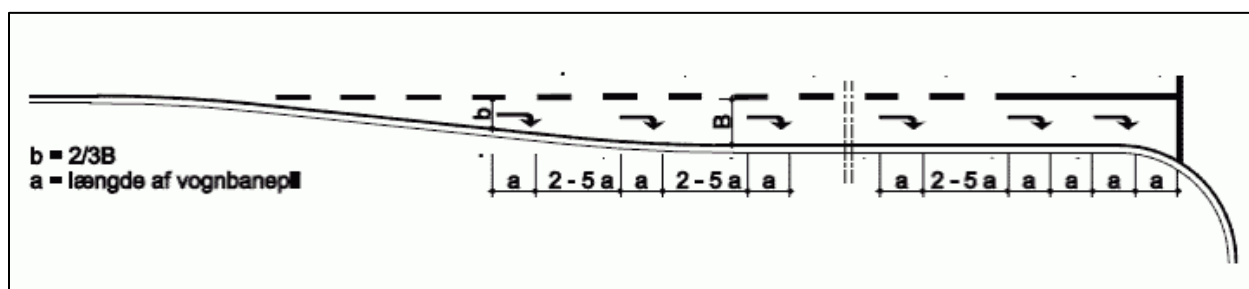 b B
b = 2/3B
a = længde af vognbanepil
a 2 - 5 a a 2 - 5 a a a 2 - 5 a a a a a